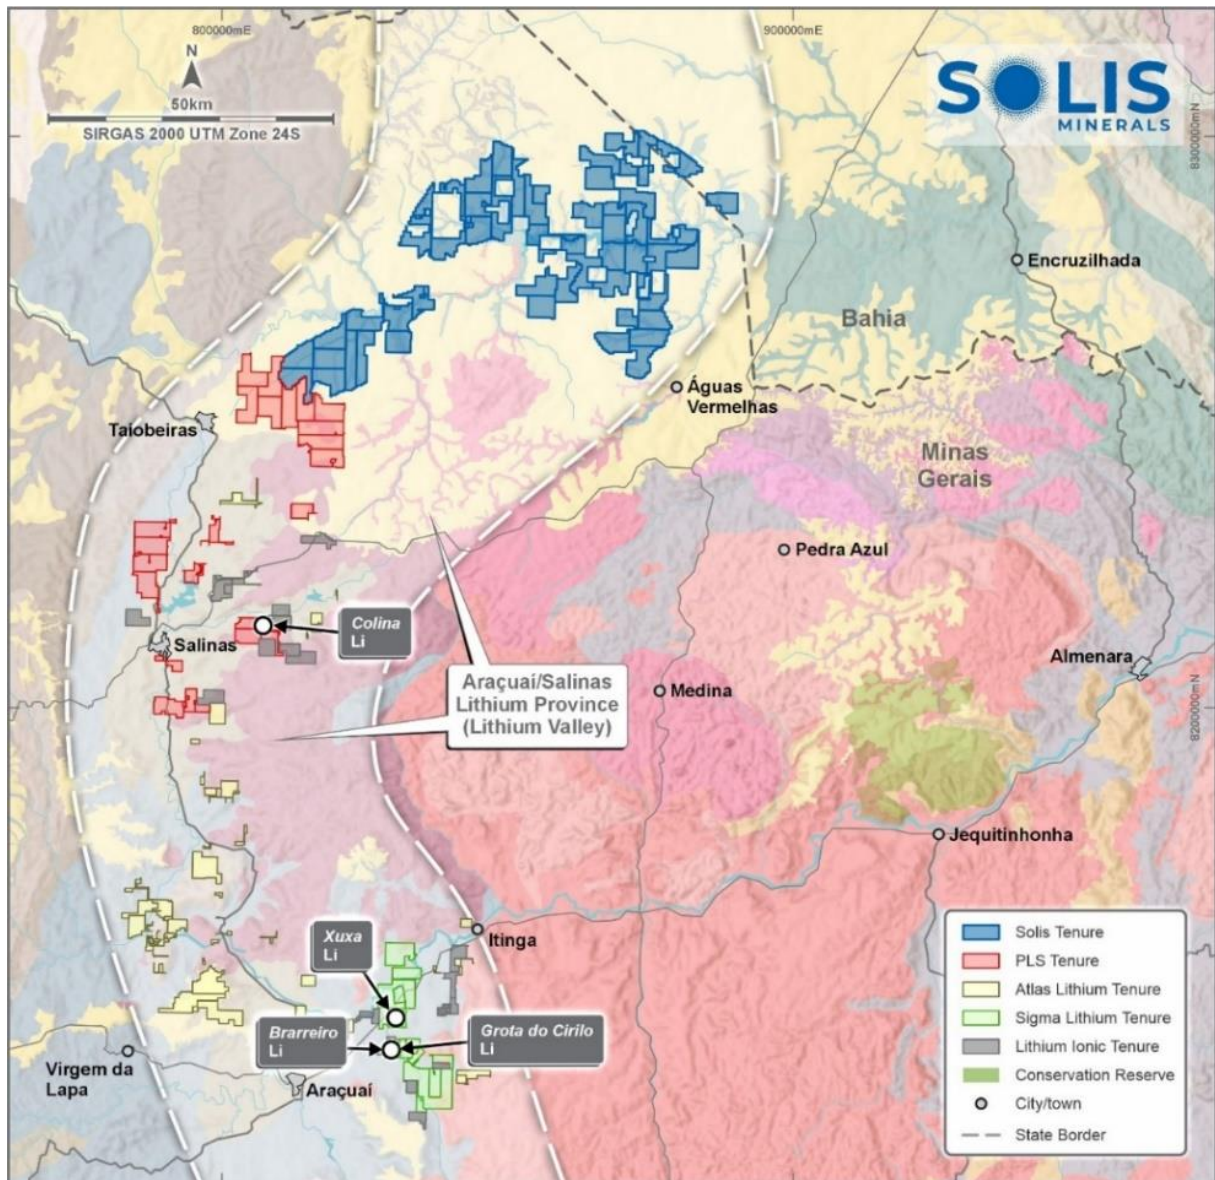 800000mE
900000mE
N
50km
SIRGAS 2000 UTM Zone 24S
SOLIS
MINERALS
8300000mN
Encruzilhada
Bahia
Águas
Vermelhas
Taiobeiras
Minas
Gerais
Pedra Azul
Colina
Li
Salinas
Araçuaí/Salinas
Lithium Province
(Lithium Valley)
Medina
Almenara
8200000mN
Jequitinhonha
Xuxa
Li
Itinga
Brarreiro
Li
Grota do Cirilo
Li
Virgem da
Lapa
Araçuaí
Solis Tenure
PLS Tenure
Atlas Lithium Tenure
Sigma Lithium Tenure
Lithium Ionic Tenure
Conservation Reserve
City/town
State Border